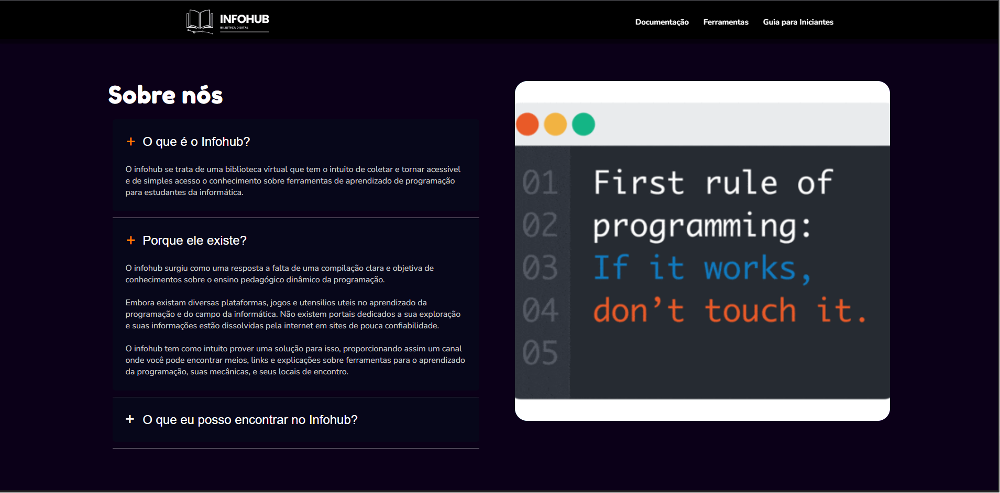 INFOHUB
BILIOTECA DIGITAL
Documentação Ferramentas Guia para Iniciantes
Sobre nós
+ O que é o Infohub?
O infohub se trata de uma biblioteca virtual que tem o intuito de coletar e tornar acessivel
e de simples acesso o conhecimento sobre ferramentas de aprendizado de programação
para estudantes da informática.
+ Porque ele existe?
O infohub surgiu como uma resposta a falta de uma compilação clara e objetiva de
conhecimentos sobre o ensino pedagógico dinâmico da programação.
Embora existam diversas plataformas, jogos e utensilios uteis no aprendizado da
programação e do campo da informática. Não existem portais dedicados a sua exploração
e suas informações estão dissolvidas pela internet em sites de pouca confiabilidade.
O infohub tem como intuito prover uma solução para isso, proporcionando assim um canal
onde você pode encontrar meios, links e explicações sobre ferramentas para o aprendizado
da programação, suas mecânicas, e seus locais de encontro.
+ O que eu posso encontrar no Infohub?
01 First rule of
02 programming:
03 If it works,
04 don't touch it.
05